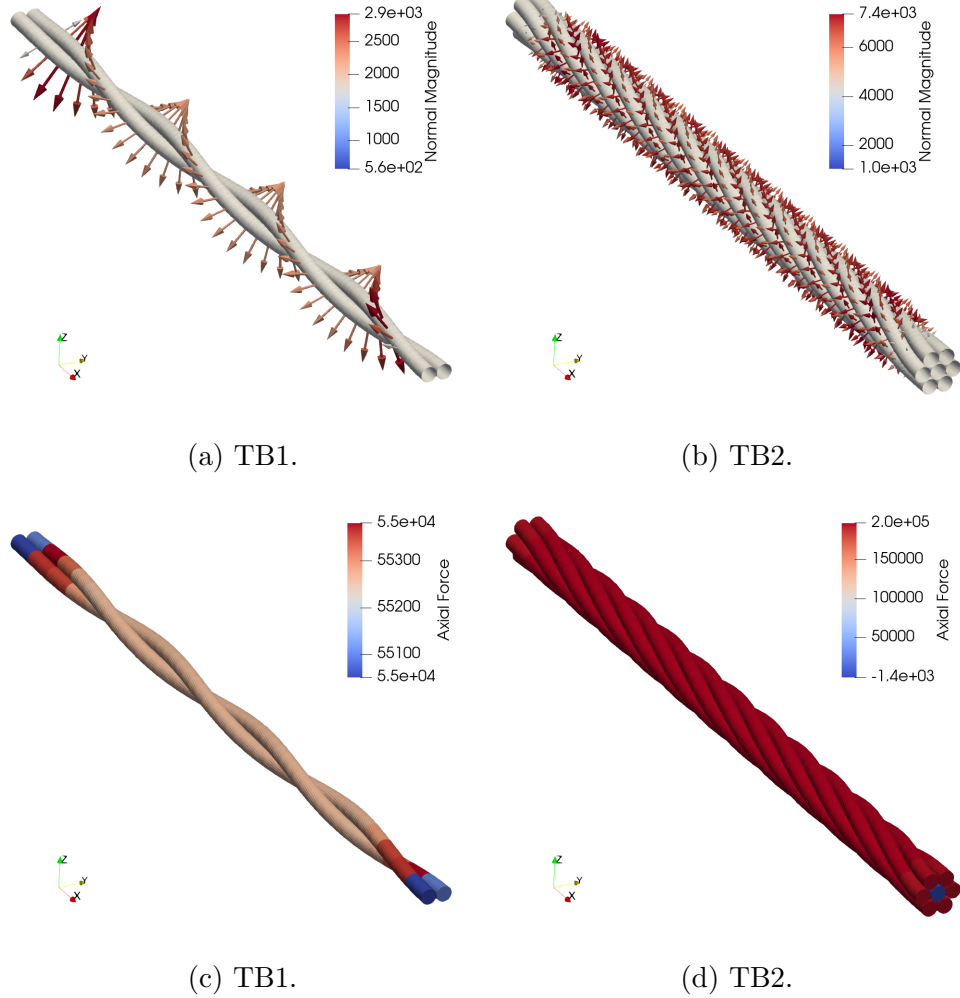 2.9e+03
2500
2000
1500
1000
5.6e+02
Normal Magnitude
Z
Y
X
(a) TB1.
7.4e+03
6000
4000
2000
1.0e+03
Normal Magnitude
Z
Y
X
(b) TB2.
5.5e+04
55300
55200
55100
5.5e+04
Axial Force
Z
Y
X
(c) TB1.
2.0e+05
150000
100000
50000
-1.4e+03
Axial Force
Z
Y
X
(d) TB2.